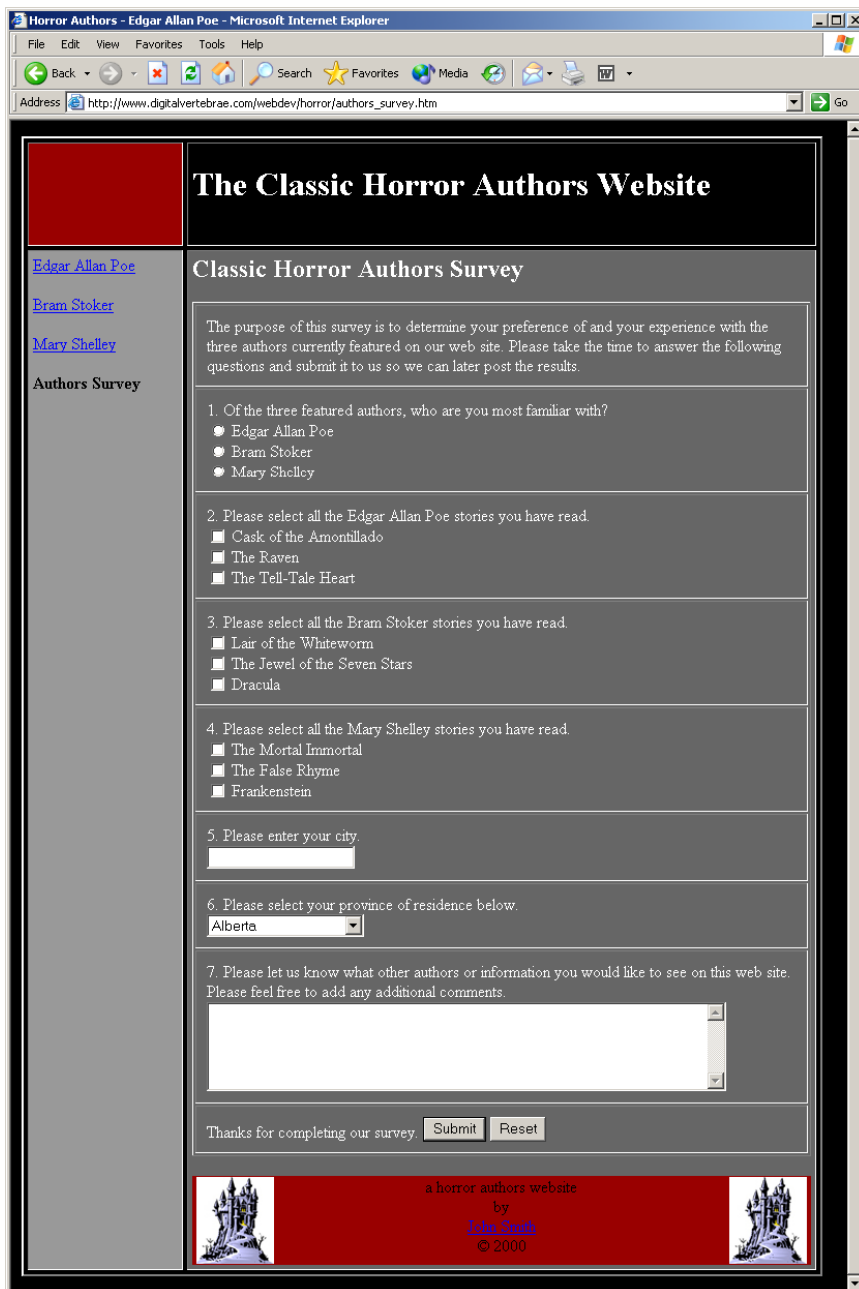 Horror Authors - Edgar Allan Poe - Microsoft Internet Explorer
File Edit View Favorites Tools Help
Back Search Favorites Media
Address http://www.digitalvertebrae.com/webdev/horror/authors_survey.htm Go
The Classic Horror Authors Website
Edgar Allan Poe
Bram Stoker
Mary Shelley
Authors Survey
Classic Horror Authors Survey
The purpose of this survey is to determine your preference of and your experience with the
three authors currently featured on our web site. Please take the time to answer the following
questions and submit it to us so we can later post the results.
1. Of the three featured authors, who are you most familiar with?
Edgar Allan Poe
Bram Stoker
Mary Shelley
2. Please select all the Edgar Allan Poe stories you have read.
Cask of the Amontillado
The Raven
The Tell-Tale Heart
3. Please select all the Bram Stoker stories you have read.
Lair of the Whiteworm
The Jewel of the Seven Stars
Dracula
4. Please select all the Mary Shelley stories you have read.
The Mortal Immortal
The False Rhyme
Frankenstein
5. Please enter your city.
6. Please select your province of residence below.
Alberta
7. Please let us know what other authors or information you would like to see on this web site.
Please feel free to add any additional comments.
Thanks for completing our survey. Submit Reset
a horror authors website
by
John Smith
© 2000